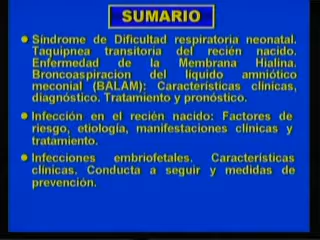 SUMARIO
Síndrome de Dificultad respiratoria neonatal.
Taquipnea transitoria del recién nacido.
Enfermedad de la Membrana Hialina.
Broncoaspiracion del líquido amniótico
meconial (BALAM): Características clínicas,
diagnóstico. Tratamiento y pronóstico.
Infección en el recién nacido: Factores de
riesgo, etiología, manifestaciones clínicas y
tratamiento.
Infecciones embriofetales. Características
clínicas. Conducta a seguir y medidas de
prevención.